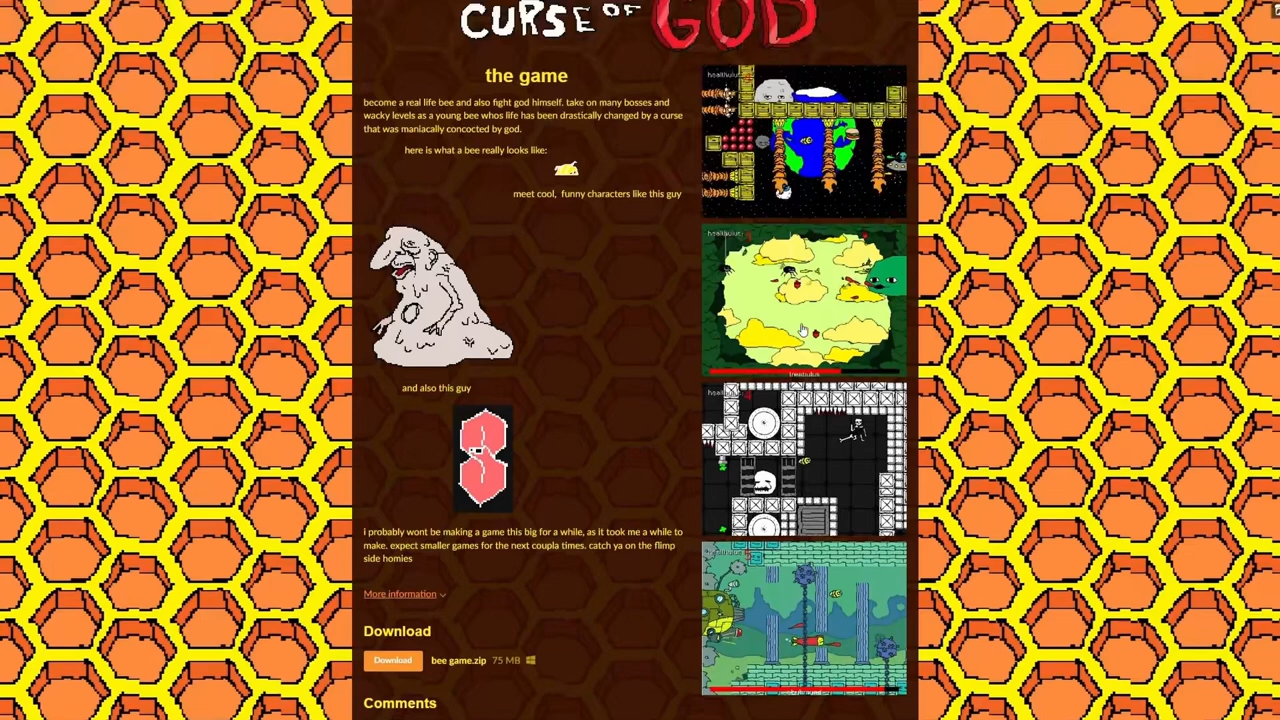 CURSE OF GOD
the game
become a real life bee and also fight god himself. take on many bosses and
wacky levels as a young bee whos life has been drastically changed by a curse
that was maniacally concocted by god.
here is what a bee really looks like:
meet cool, funny characters like this guy
and also this guy
i probably wont be making a game this big for a while, as it took me a while to
make. expect smaller games for the next coupla times. catch ya on the flimp
side homies
More information
Download
Download bee game.zip 75 MB
Comments